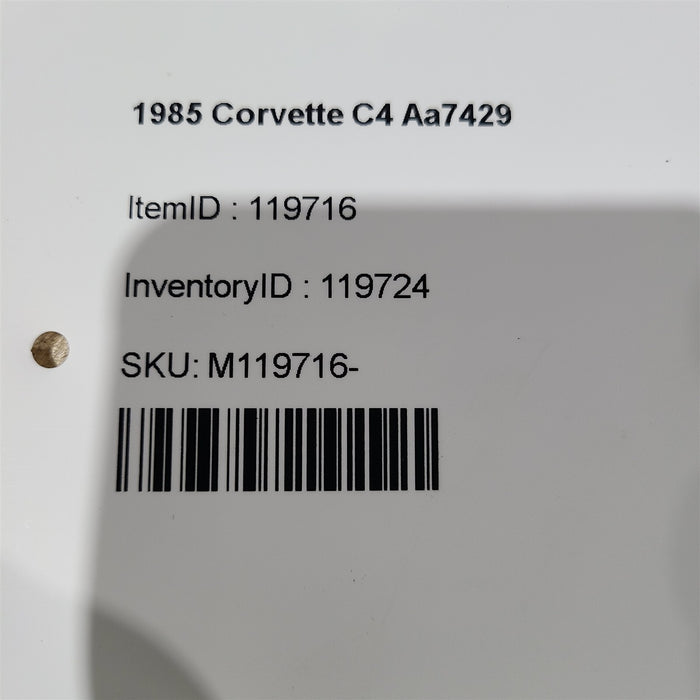 1985 Corvette C4 Aa7429
ItemID : 119716
InventoryID : 119724
SKU: M119716-